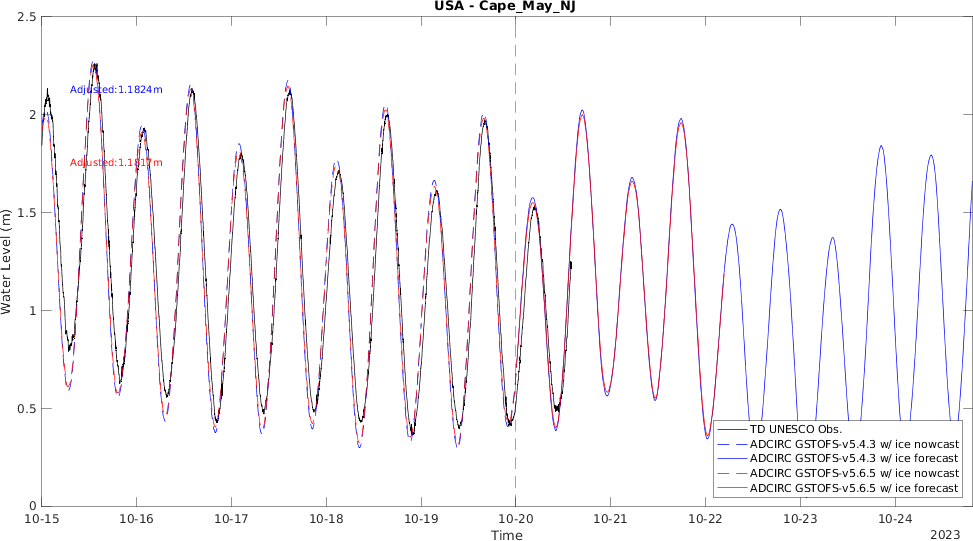 USA - Cape_May_NJ
2.5
2
1.5
1
0.5
0
Water Level (m)
Adjusted:1.1824m
Adjusted:1.1817m
TD UNESCO Obs.
ADCIRC GSTOFS-v5.4.3 w/ ice nowcast
ADCIRC GSTOFS-v5.4.3 w/ ice forecast
ADCIRC GSTOFS-v5.6.5 w/ ice nowcast
ADCIRC GSTOFS-v5.6.5 w/ ice forecast
10-15 10-16 10-17 10-18 10-19 10-20 10-21 10-22 10-23 10-24
Time
2023